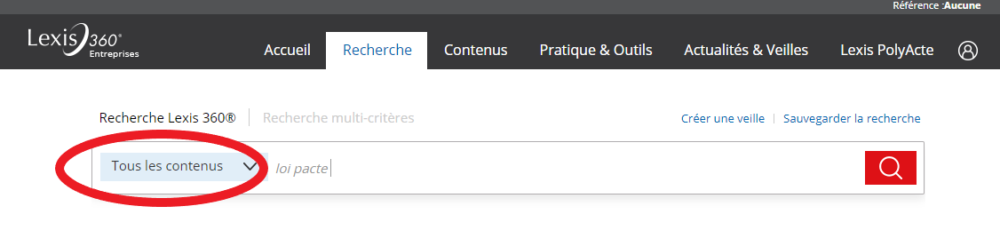 Référence :Aucune
Lexis 360®
Entreprises
Accueil Recherche Contenus Pratique & Outils Actualités & Veilles Lexis PolyActe
Recherche Lexis 360® Recherche multi-critères Créer une veille Sauvegarder la recherche
Tous les contenus loi pacte